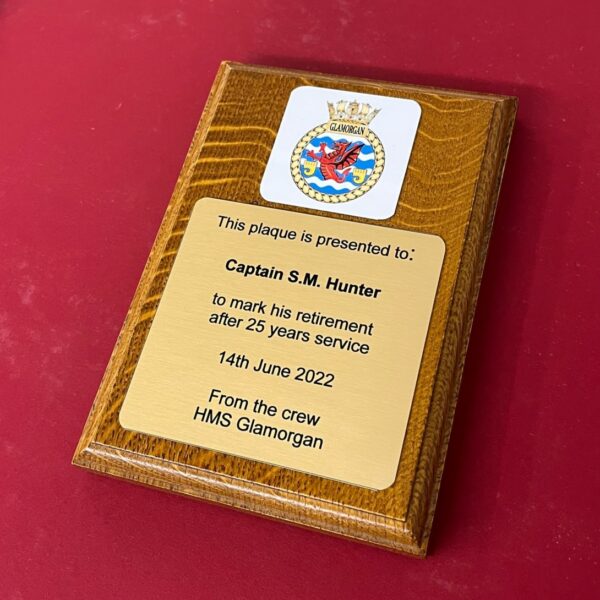 GLAMORGAN
This plaque is presented to:
Captain S.M. Hunter
to mark his retirement
after 25 years service
14th June 2022
From the crew
HMS Glamorgan